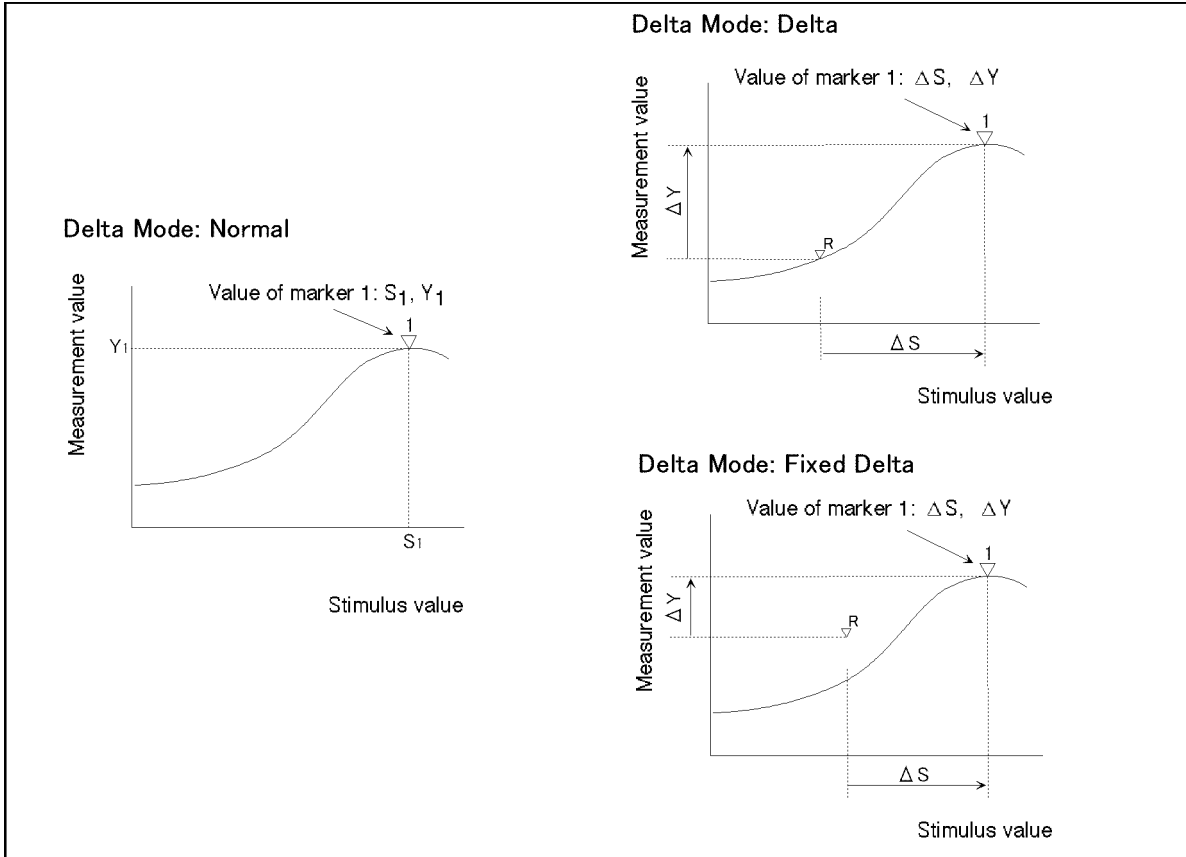 Delta Mode: Normal
Value of marker 1: S1, Y1
1
Measurement value
Y1
S1
Stimulus value
Delta Mode: Delta
Value of marker 1: ΔS, ΔY
1
Measurement value
ΔY
R
ΔS
Stimulus value
Delta Mode: Fixed Delta
Value of marker 1: ΔS, ΔY
1
Measurement value
ΔY
R
ΔS
Stimulus value